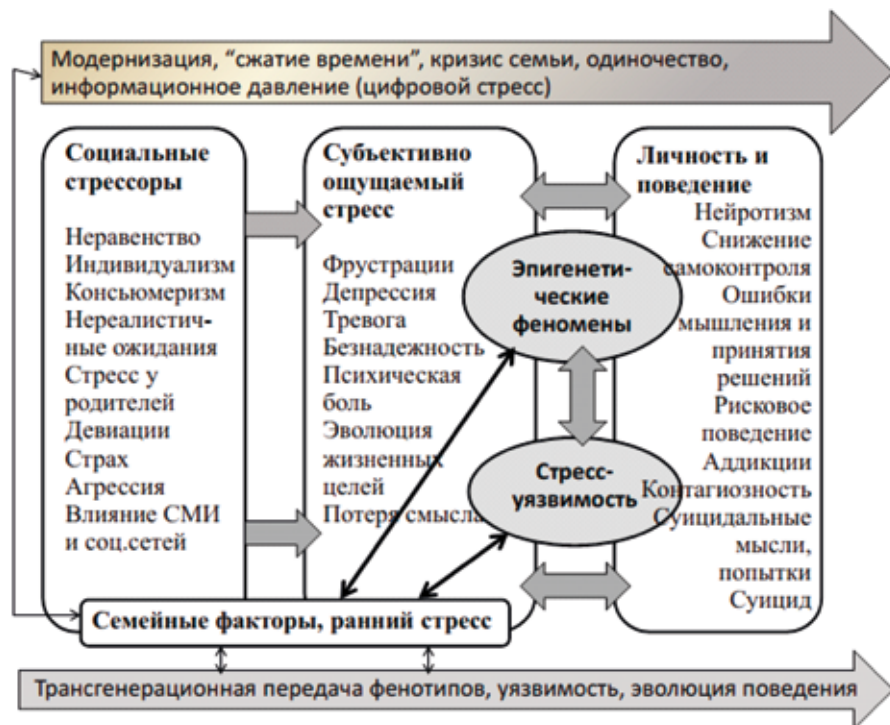 Модернизация, “сжатие времени”, кризис семьи, одиночество,
информационное давление (цифровой стресс)
Социальные
стрессоры
Неравенство
Индивидуализм
Консьюмеризм
Нереалистич-
ные ожидания
Стресс у
родителей
Девиации
Страх
Агрессия
Влияние СМИ
и соц.сетей
Субъективно
ощущаемый
стресс
Фрустрации
Депрессия
Тревога
Безнадежность
Психическая
боль
Эволюция
жизненных
целей
Потеря смысла
Эпигенети-
ческие
феномены
Стресс-
уязвимость
Личность и
поведение
Нейротизм
Снижение
самоконтроля
Ошибки
мышления и
принятия
решений
Рисковое
поведение
Аддикции
Контагиозность
Суицидальные
мысли,
попытки
Суицид
Семейные факторы, ранний стресс
Трансгенерационная передача фенотипов, уязвимость, эволюция поведения